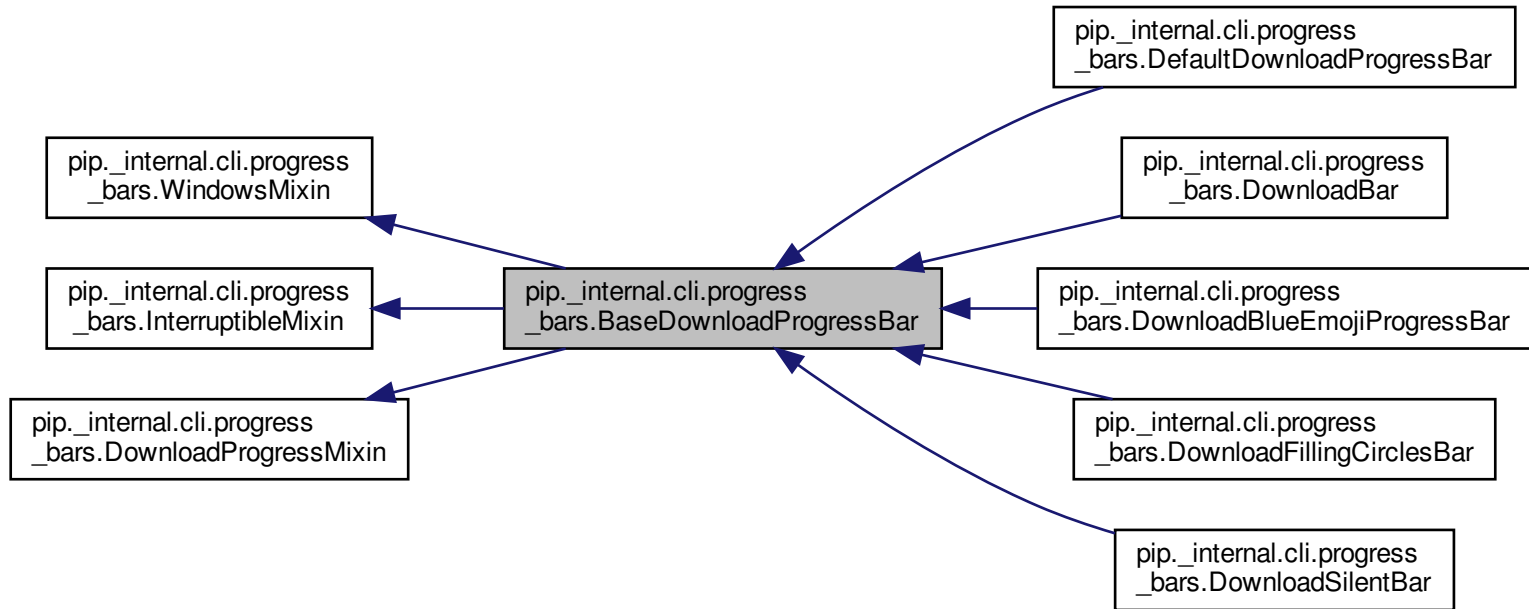 pip._internal.cli.progress
_bars.WindowsMixin
pip._internal.cli.progress
_bars.InterruptibleMixin
pip._internal.cli.progress
_bars.DownloadProgressMixin
pip._internal.cli.progress
_bars.BaseDownloadProgressBar
pip._internal.cli.progress
_bars.DefaultDownloadProgressBar
pip._internal.cli.progress
_bars.DownloadBar
pip._internal.cli.progress
_bars.DownloadBlueEmojiProgressBar
pip._internal.cli.progress
_bars.DownloadFillingCirclesBar
pip._internal.cli.progress
_bars.DownloadSilentBar